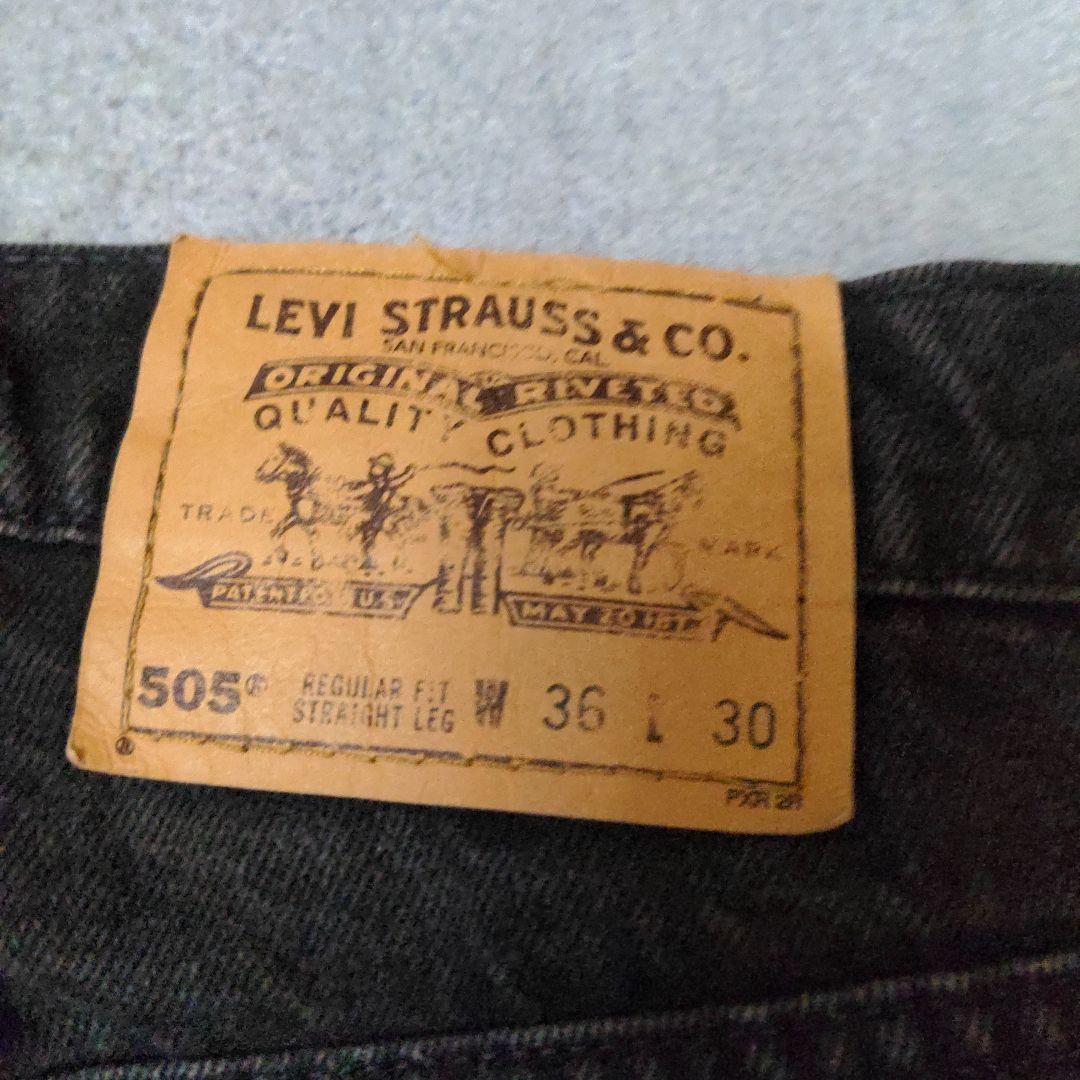 LEVI STRAUSS & CO.
SAN FRANCISCO, CAL.
ORIGINAL RIVETED
QUALITY CLOTHING
TRADE MARK
PATENTED U.S.
MAY 20
505®
REGULAR FIT
STRAIGHT LEG
W 36 L 30
®